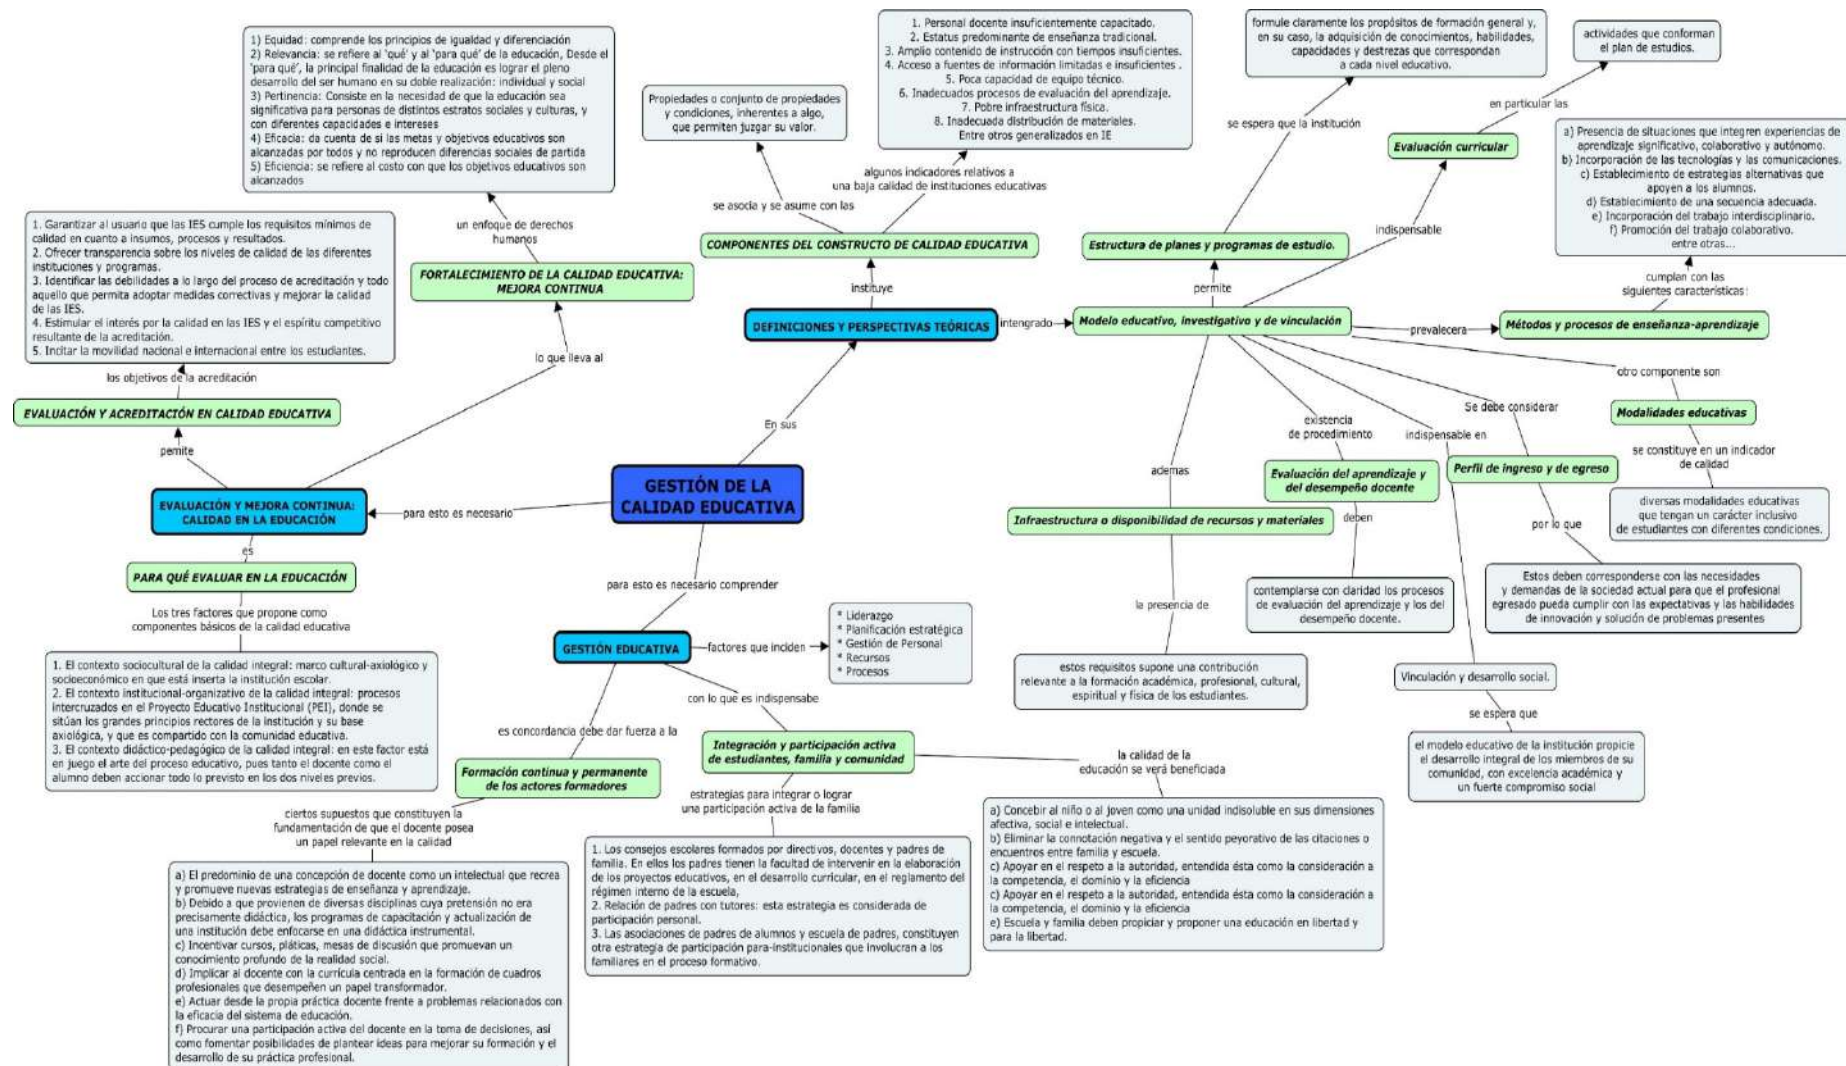 1) Equidad: comprende los principios de igualdad y diferenciación
2) Relevancia: se refiere al 'qué' y al 'para qué' de la educación, Desde el
'para qué', la principal finalidad de la educación es lograr el pleno
desarrollo del ser humano en su doble realización: individual y social
3) Pertinencia: Consiste en la necesidad de que la educación sea
significativa para personas de distintos estratos sociales y culturas, y
con diferentes capacidades e intereses
4) Eficacia: da cuenta de si las metas y objetivos educativos son
alcanzadas por todos y no reproducen diferencias sociales de partida
5) Eficiencia: se refiere al costo con que los objetivos educativos son
alcanzados
un enfoque de derechos
humanos
FORTALECIMIENTO DE LA CALIDAD EDUCATIVA:
MEJORA CONTINUA
lo que lleva al
1. Garantizar al usuario que las IES cumple los requisitos mínimos de
calidad en cuanto a insumos, procesos y resultados.
2. Ofrecer transparencia sobre los niveles de calidad de las diferentes
instituciones y programas.
3. Identificar las debilidades a lo largo del proceso de acreditación y todo
aquello que permita adoptar medidas correctivas y mejorar la calidad
de las IES.
4. Estimular el interés por la calidad en las IES y el espíritu competitivo
resultante de la acreditación.
5. Incitar la movilidad nacional e internacional entre los estudiantes.
los objetivos de la acreditación
EVALUACIÓN Y ACREDITACIÓN EN CALIDAD EDUCATIVA
pemite
EVALUACIÓN Y MEJORA CONTINUA:
CALIDAD EN LA EDUCACIÓN
para esto es necesario
es
PARA QUÉ EVALUAR EN LA EDUCACIÓN
Los tres factores que propone como
componentes básicos de la calidad educativa
1. El contexto sociocultural de la calidad integral: marco cultural-axiológico y
socioeconómico en que está inserta la institución escolar.
2. El contexto institucional-organizativo de la calidad integral: procesos
intercruzados en el Proyecto Educativo Institucional (PEI), donde se
sitúan los grandes principios rectores de la institución y su base
axiológica, y que es compartido con la comunidad educativa.
3. El contexto didáctico-pedagógico de la calidad integral: en este factor está
en juego el arte del proceso educativo, pues tanto el docente como el
alumno deben accionar todo lo previsto en los dos niveles previos.
GESTIÓN DE LA
CALIDAD EDUCATIVA
En sus
DEFINICIONES Y PERSPECTIVAS TEÓRICAS
instituye
COMPONENTES DEL CONSTRUCTO DE CALIDAD EDUCATIVA
se asocia y se asume con las
Propiedades o conjunto de propiedades
y condiciones, inherentes a algo,
que permiten juzgar su valor.
algunos indicadores relativos a
una baja calidad de instituciones educativas
1. Personal docente insuficientemente capacitado.
2. Estatus predominante de enseñanza tradicional.
3. Amplio contenido de instrucción con tiempos insuficientes.
4. Acceso a fuentes de información limitadas e insuficientes .
5. Poca capacidad de equipo técnico.
6. Inadecuados procesos de evaluación del aprendizaje.
7. Pobre infraestructura física.
8. Inadecuada distribución de materiales.
Entre otros generalizados en IE
intengrado
Modelo educativo, investigativo y de vinculación
permite
Estructura de planes y programas de estudio.
se espera que la institución
formule claramente los propósitos de formación general y,
en su caso, la adquisición de conocimientos, habilidades,
capacidades y destrezas que correspondan
a cada nivel educativo.
indispensable
Evaluación curricular
en particular las
actividades que conforman
el plan de estudios.
prevalecera
Métodos y procesos de enseñanza-aprendizaje
cumplan con las
siguientes características:
a) Presencia de situaciones que integren experiencias de
aprendizaje significativo, colaborativo y autónomo.
b) Incorporación de las tecnologías y las comunicaciones.
c) Establecimiento de estrategias alternativas que
apoyen a los alumnos.
d) Establecimiento de una secuencia adecuada.
e) Incorporación del trabajo interdisciplinario.
f) Promoción del trabajo colaborativo.
entre otras...
otro componente son
Modalidades educativas
se constituye en un indicador
de calidad
diversas modalidades educativas
que tengan un carácter inclusivo
de estudiantes con diferentes condiciones.
Se debe considerar
Perfil de ingreso y de egreso
por lo que
Estos deben corresponderse con las necesidades
y demandas de la sociedad actual para que el profesional
egresado pueda cumplir con las expectativas y las habilidades
de innovación y solución de problemas presentes
indispensable en
Vinculación y desarrollo social.
se espera que
el modelo educativo de la institución propicie
el desarrollo integral de los miembros de su
comunidad, con excelencia académica y
un fuerte compromiso social
existencia
de procedimiento
Evaluación del aprendizaje y
del desempeño docente
deben
contemplarse con claridad los procesos
de evaluación del aprendizaje y los del
desempeño docente.
ademas
Infraestructura o disponibilidad de recursos y materiales
la presencia de
estos requisitos supone una contribución
relevante a la formación académica, profesional, cultural,
espiritual y física de los estudiantes.
para esto es necesario comprender
GESTIÓN EDUCATIVA
factores que inciden
* Liderazgo
* Planificación estratégica
* Gestión de Personal
* Recursos
* Procesos
con lo que es indispensabe
Integración y participación activa
de estudiantes, familia y comunidad
estrategias para integrar o lograr
una participación activa de la familia
1. Los consejos escolares formados por directivos, docentes y padres de
familia. En ellos los padres tienen la facultad de intervenir en la elaboración
de los proyectos educativos, en el desarrollo curricular, en el reglamento del
régimen interno de la escuela,
2. Relación de padres con tutores: esta estrategia es considerada de
participación personal.
3. Las asociaciones de padres de alumnos y escuela de padres, constituyen
otra estrategia de participación para-institucionales que involucran a los
familiares en el proceso formativo.
la calidad de la
educación se verá beneficiada
a) Concebir al niño o al joven como una unidad indisoluble en sus dimensiones
afectiva, social e intelectual.
b) Eliminar la connotación negativa y el sentido peyorativo de las citaciones o
encuentros entre familia y escuela.
c) Apoyar en el respeto a la autoridad, entendida ésta como la consideración a
la competencia, el dominio y la eficiencia
c) Apoyar en el respeto a la autoridad, entendida ésta como la consideración a
la competencia, el dominio y la eficiencia
e) Escuela y familia deben propiciar y proponer una educación en libertad y
para la libertad.
es concordancia debe dar fuerza a la
Formación continua y permanente
de los actores formadores
ciertos supuestos que constituyen la
fundamentación de que el docente posea
un papel relevante en la calidad
a) El predominio de una concepción de docente como un intelectual que recrea
y promueve nuevas estrategias de enseñanza y aprendizaje.
b) Debido a que provienen de diversas disciplinas cuya pretensión no era
precisamente didáctica, los programas de capacitación y actualización de
una institución debe enfocarse en una didáctica instrumental.
c) Incentivar cursos, pláticas, mesas de discusión que promuevan un
conocimiento profundo de la realidad social.
d) Implicar al docente con la currícula centrada en la formación de cuadros
profesionales que desempeñen un papel transformador.
e) Actuar desde la propia práctica docente frente a problemas relacionados con
la eficacia del sistema de educación.
f) Procurar una participación activa del docente en la toma de decisiones, así
como fomentar posibilidades de plantear ideas para mejorar su formación y el
desarrollo de su práctica profesional.